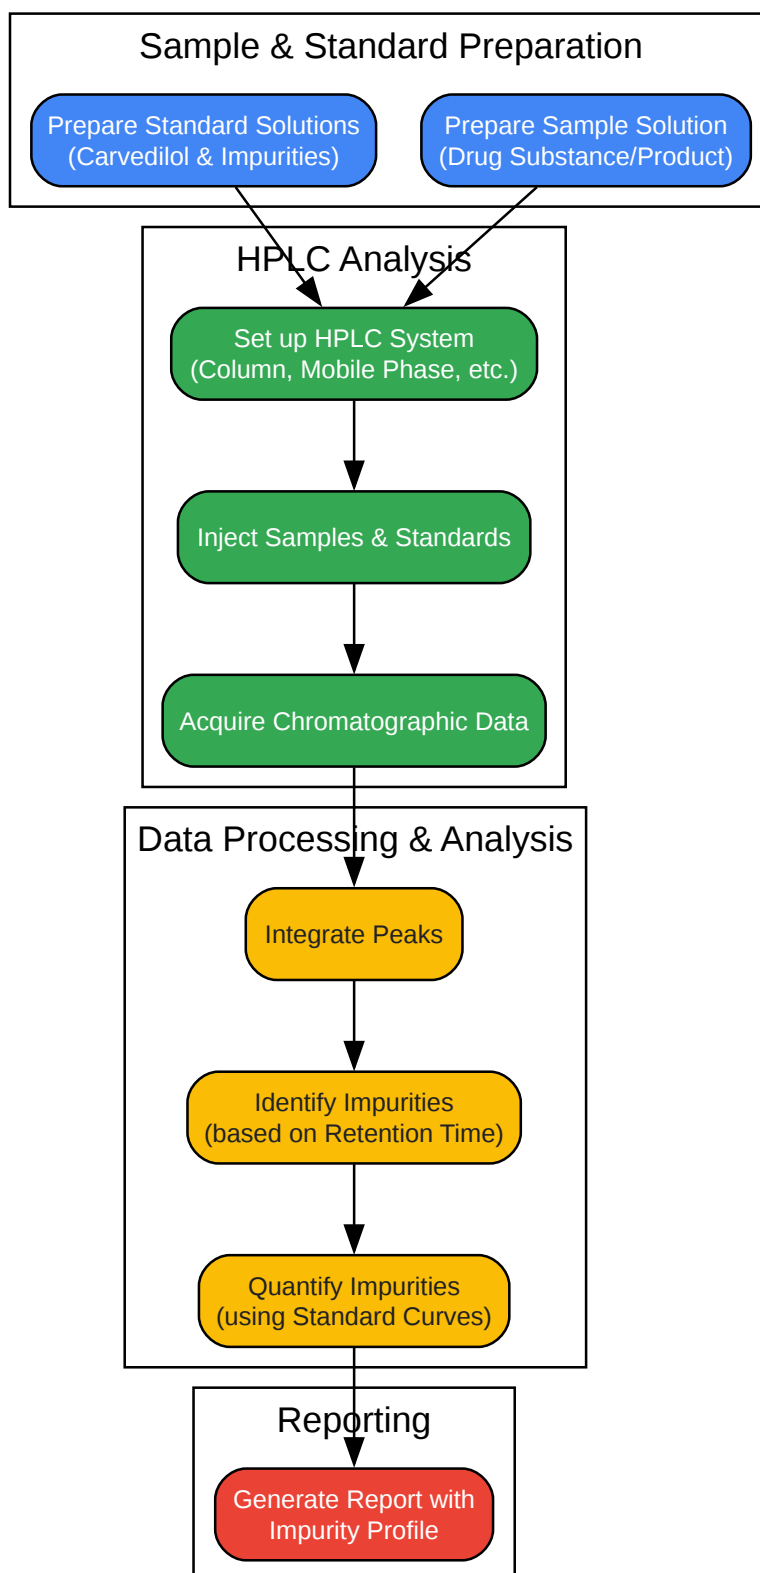 Sample & Standard Preparation
Prepare Standard Solutions
(Carvedilol & Impurities)
Prepare Sample Solution
(Drug Substance/Product)
HPLC Analysis
Set up HPLC System
(Column, Mobile Phase, etc.)
Inject Samples & Standards
Acquire Chromatographic Data
Data Processing & Analysis
Integrate Peaks
Identify Impurities
(based on Retention Time)
Quantify Impurities
(using Standard Curves)
Reporting
Generate Report with
Impurity Profile